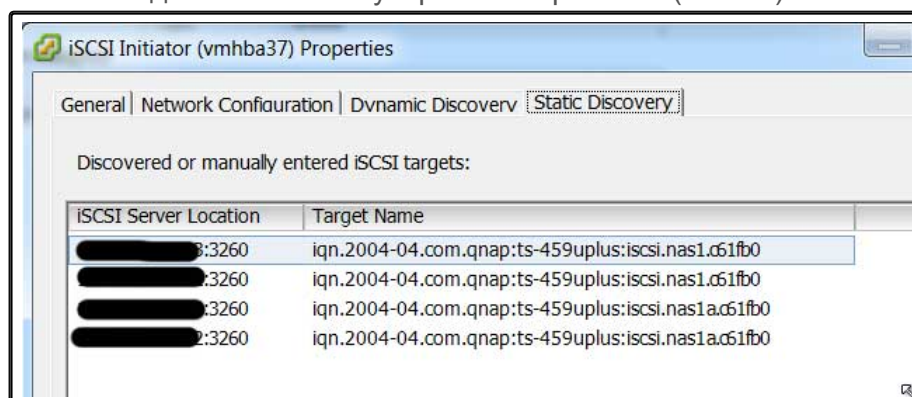 iSCSI Initiator (vmhba37) Properties
General Network Configuration Dynamic Discovery Static Discovery
Discovered or manually entered iSCSI targets:
iSCSI Server Location Target Name
3:3260 iqn.2004-04.com.qnap:ts-459uplus:iscsi.nas1.c61fb0
:3260 iqn.2004-04.com.qnap:ts-459uplus:iscsi.nas1.c61fb0
:3260 iqn.2004-04.com.qnap:ts-459uplus:iscsi.nas1a.c61fb0
2:3260 iqn.2004-04.com.qnap:ts-459uplus:iscsi.nas1a.c61fb0